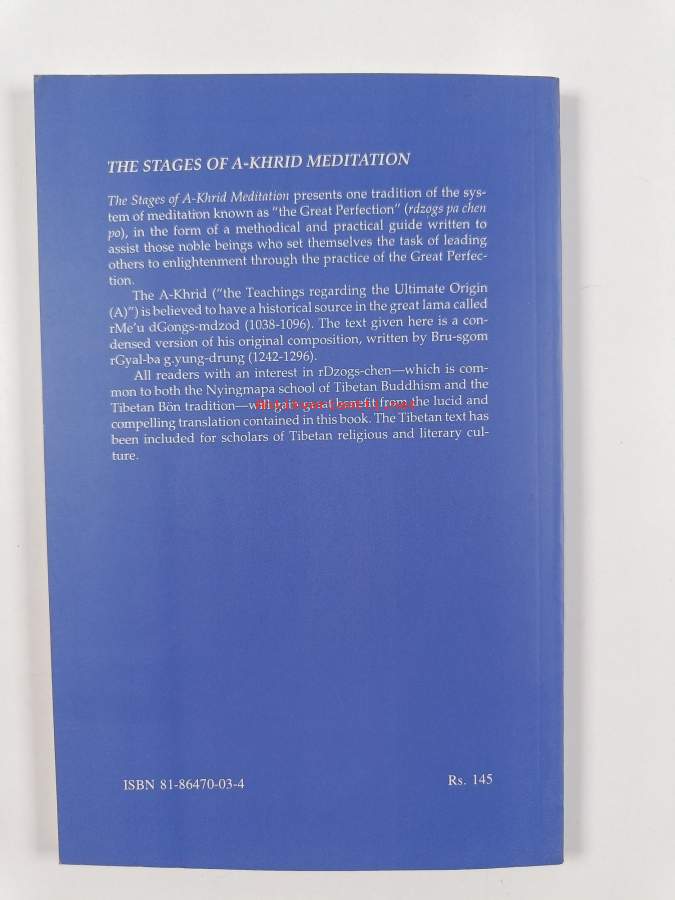 THE STAGES OF A-KHRID MEDITATION
The Stages of A-Khrid Meditation presents one tradition of the sys-
tem of meditation known as "the Great Perfection" (rdzogs pa chen
po), in the form of a methodical and practical guide written to
assist those noble beings who set themselves the task of leading
others to enlightenment through the practice of the Great Perfec-
tion.
The A-Khrid ("the Teachings regarding the Ultimate Origin
(A)") is believed to have a historical source in the great lama called
rMe'u dGongs-mdzod (1038-1096). The text given here is a con-
densed version of his original composition, written by Bru-sgom
rGyal-ba g.yung-drung (1242-1296).
All readers with an interest in rDzogs-chen—which is com-
mon to both the Nyingmapa school of Tibetan Buddhism and the
Tibetan Bön tradition—will gain great benefit from the lucid and
compelling translation contained in this book. The Tibetan text has
been included for scholars of Tibetan religious and literary cul-
ture.
ISBN 81-86470-03-4
Rs. 145